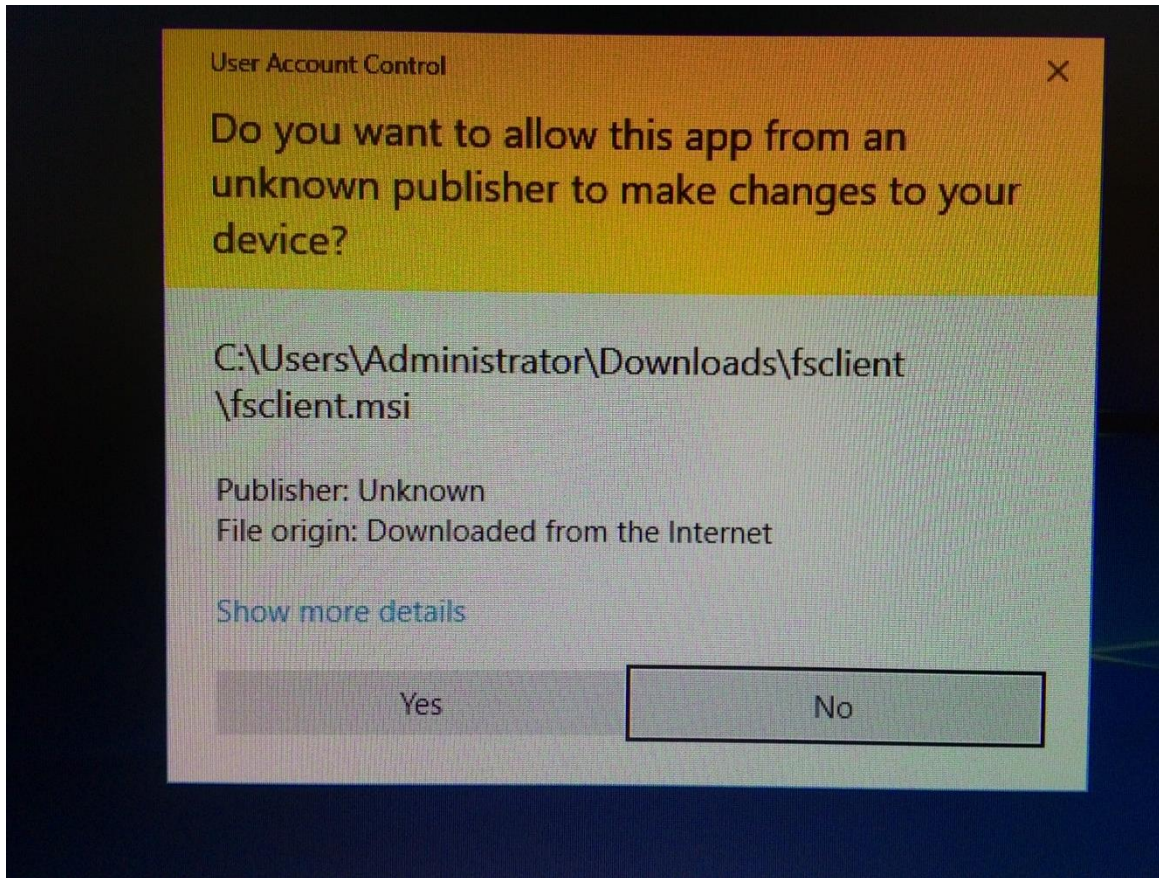 User Account Control
Do you want to allow this app from an
unknown publisher to make changes to your
device?
C:\Users\Administrator\Downloads\fsclient
\fsclient.msi
Publisher: Unknown
File origin: Downloaded from the Internet
Show more details
Yes
No